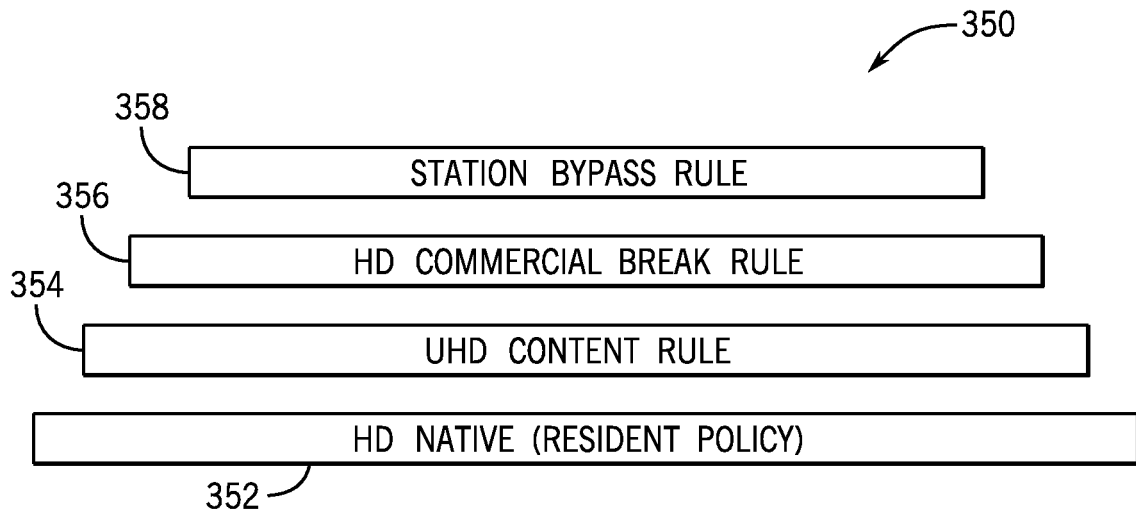 350
358
STATION BYPASS RULE
356
HD COMMERCIAL BREAK RULE
354
UHD CONTENT RULE
HD NATIVE (RESIDENT POLICY)
352